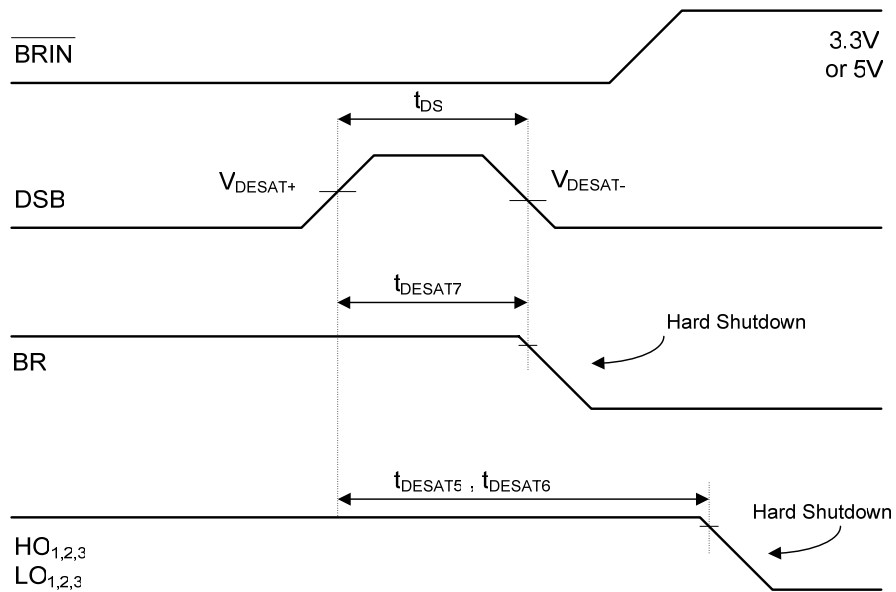 BRIN
3.3V
or 5V
tDS
VDESAT+
VDESAT-
DSB
tDESAT7
Hard Shutdown
BR
tDESAT5 , tDESAT6
Hard Shutdown
HO1,2,3
LO1,2,3